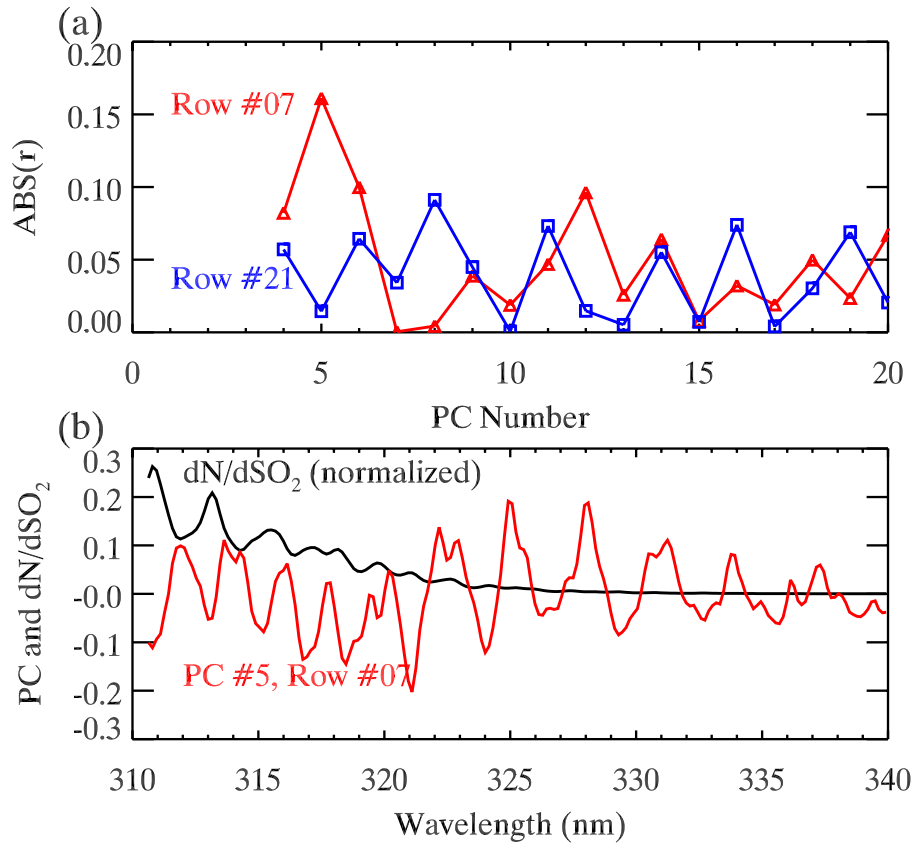 (a)
0.20
0.15
0.10
0.05
0.00
ABS(r)
Row #07
Row #21
0 5 10 15 20
PC Number
(b)
0.3
0.2
0.1
-0.0
-0.1
-0.2
-0.3
PC and dN/dSO₂
dN/dSO₂ (normalized)
PC #5, Row #07
310 315 320 325 330 335 340
Wavelength (nm)